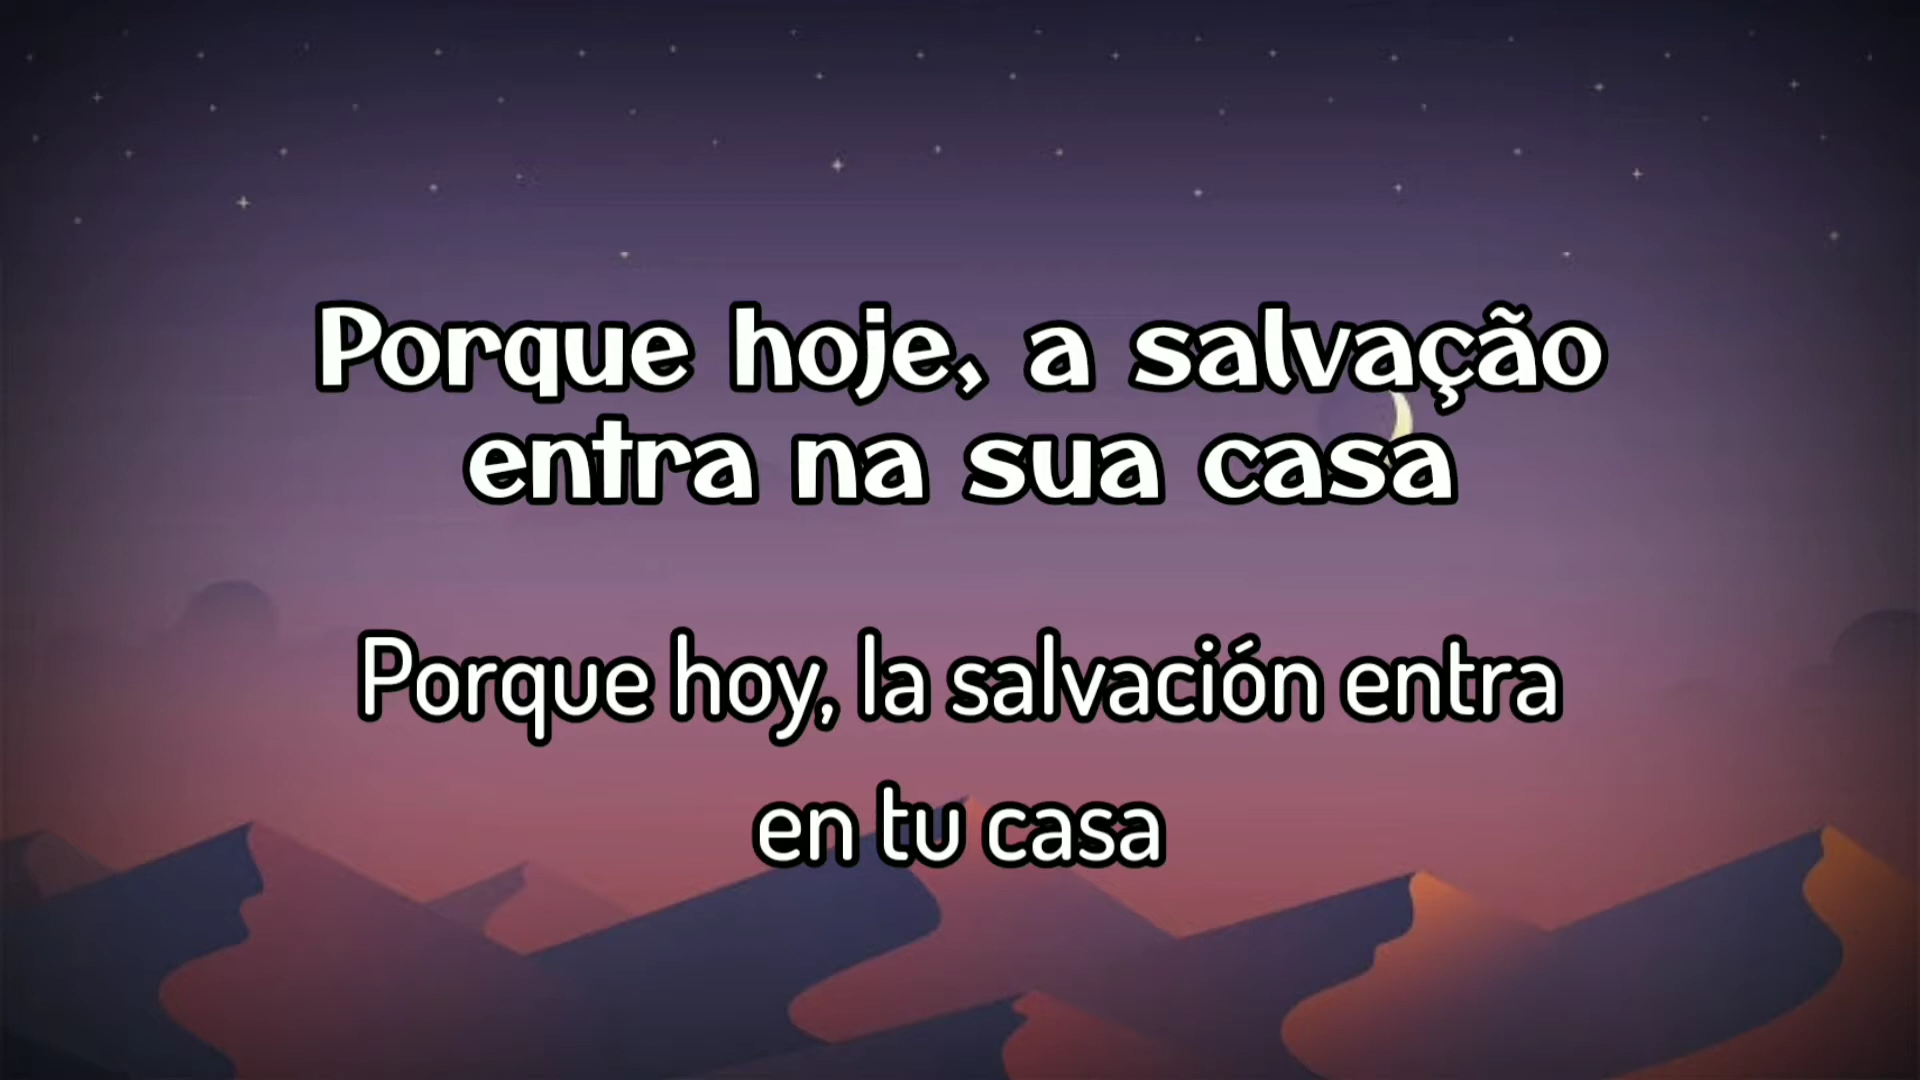 Porque hoje, a salvação
entra na sua casa
Porque hoy, la salvación entra
en tu casa